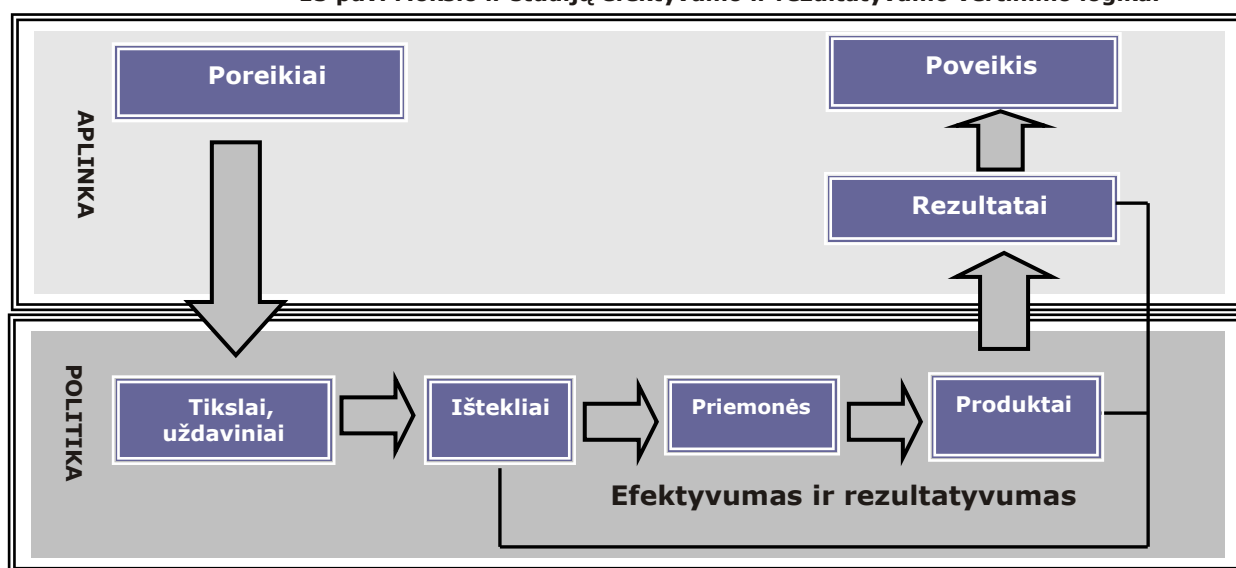 Poreikiai
Poveikis
APLINKA
Rezultatai
POLITIKA
Tikslai,
uždaviniai
Ištekliai
Priemonės
Produktai
Efektyvumas ir rezultatyvumas